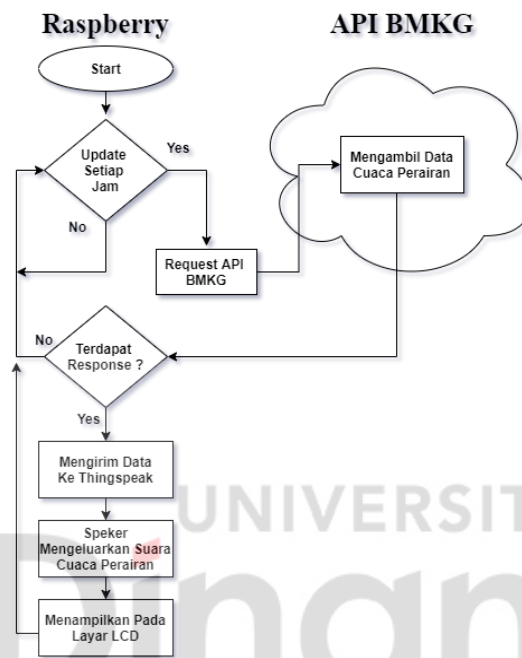 Raspberry
API BMKG
Start
Update
Setiap
Jam
Yes
No
Mengambil Data
Cuaca Perairan
Request API
BMKG
No
Terdapat
Response ?
Yes
Mengirim Data
Ke Thingspeak
Speker
Mengeluarkan Suara
Cuaca Perairan
Menampilkan Pada
Layar LCD
UNIVERSIT
Dinam